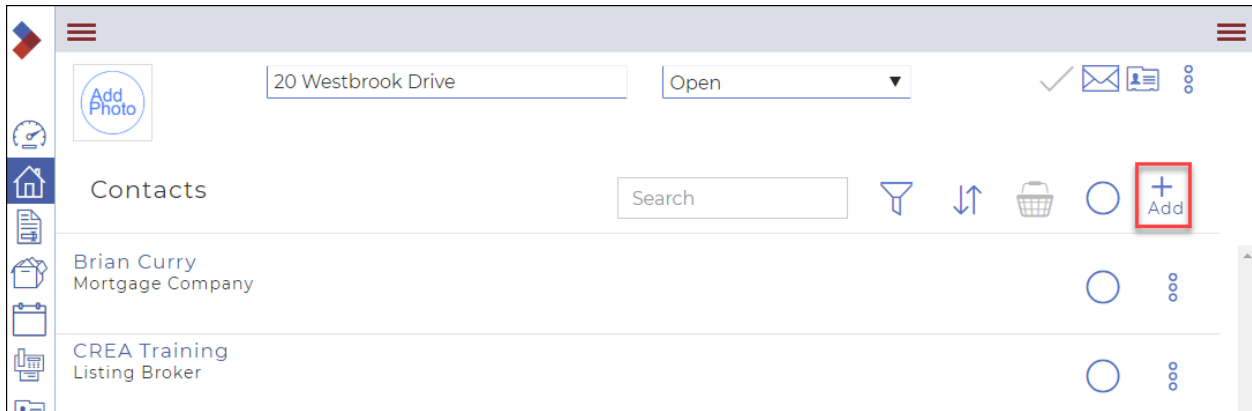 Add
Photo
20 Westbrook Drive
Open
Contacts
Search
Add
Brian Curry
Mortgage Company
CREA Training
Listing Broker